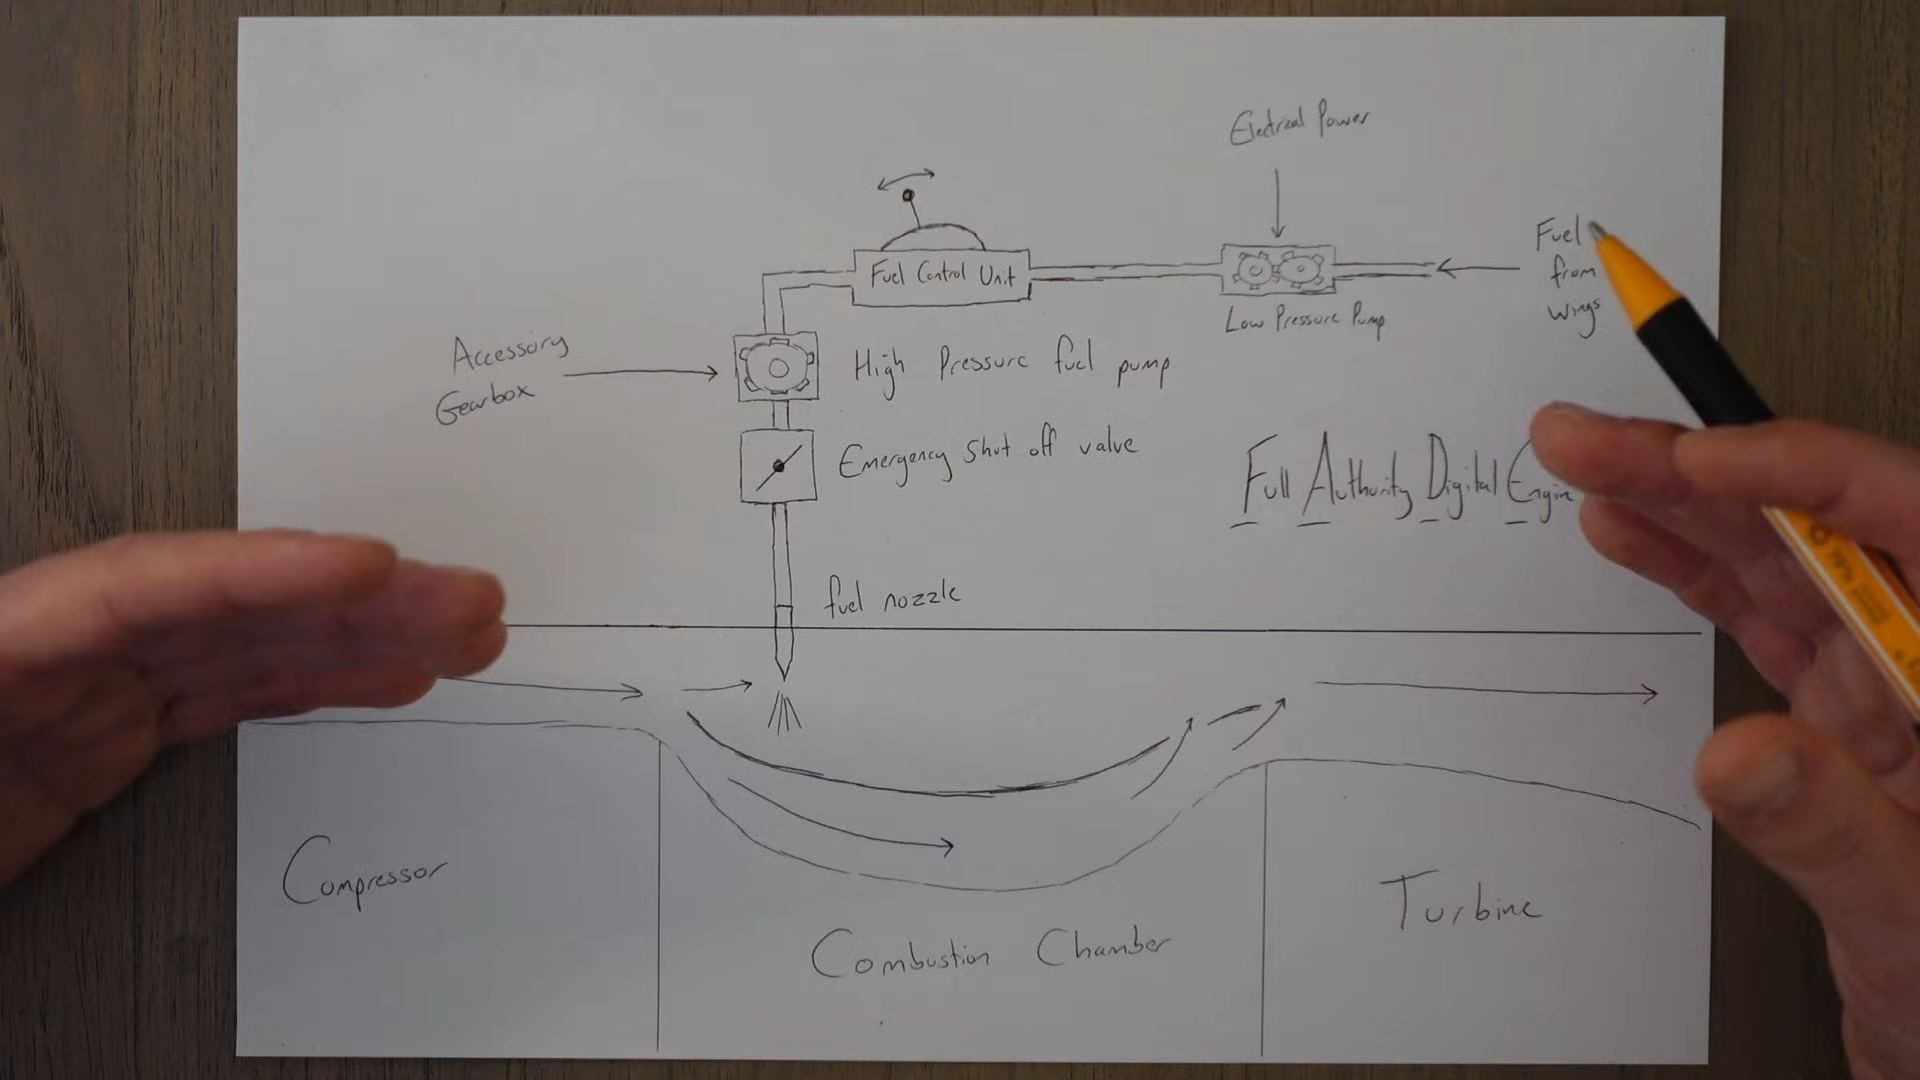 Electrical Power
Fuel
from
wings
Fuel Control Unit
Low Pressure Pump
Accessory
Gearbox
High Pressure fuel pump
Emergency Shut off valve
Full Authority Digital Engin
fuel nozzle
Compressor
Combustion Chamber
Turbine